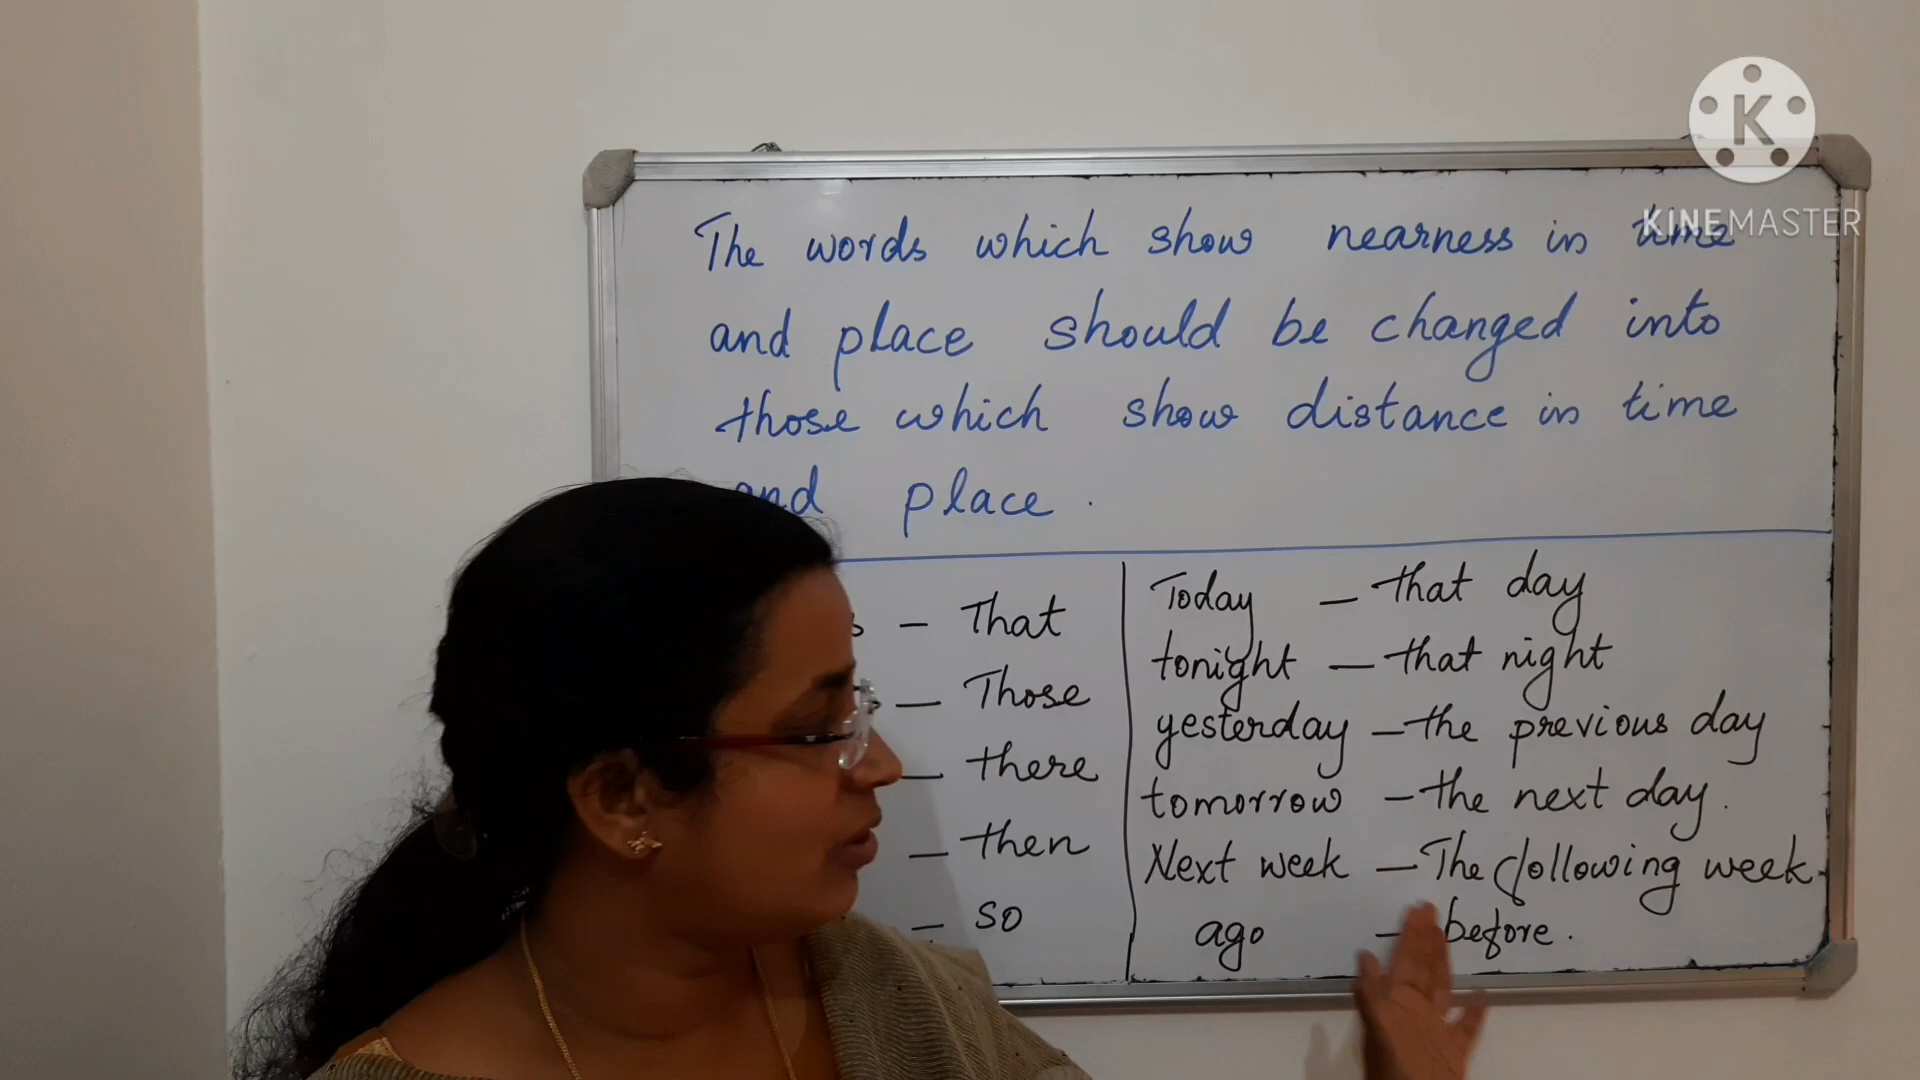 The words which show nearness in time
and place should be changed into
those which show distance in time
and place.
– That
– Those
– there
– then
– so
Today – that day
tonight – that night
yesterday – the previous day
tomorrow – the next day.
Next week – The following week.
ago – before.
K
KINEMASTER